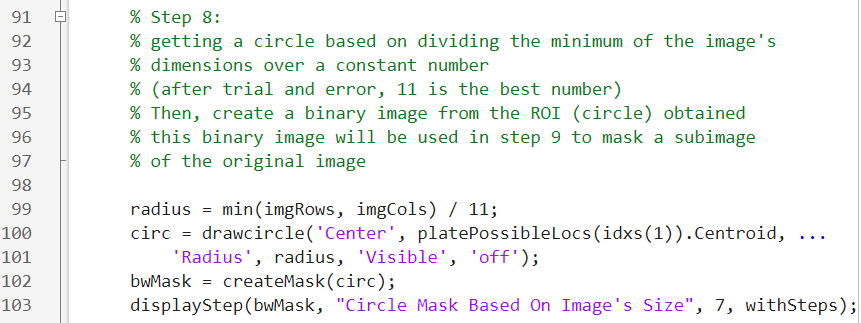 91 % Step 8:
92 % getting a circle based on dividing the minimum of the image's
93 % dimensions over a constant number
94 % (after trial and error, 11 is the best number)
95 % Then, create a binary image from the ROI (circle) obtained
96 % this binary image will be used in step 9 to mask a subimage
97 % of the original image
98
99 radius = min(imgRows, imgCols) / 11;
100 circ = drawcircle('Center', platePossibleLocs(idxs(1)).Centroid, ...
101 'Radius', radius, 'Visible', 'off');
102 bwMask = createMask(circ);
103 displayStep(bwMask, "Circle Mask Based On Image's Size", 7, withSteps);